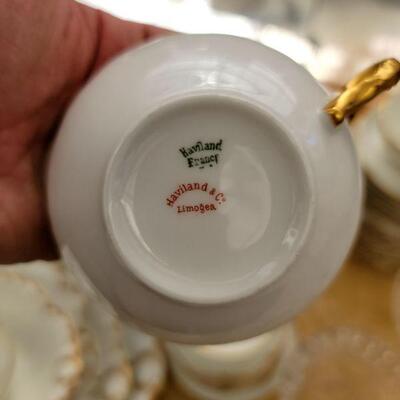 Haviland
France
Haviland & Co.
Limoges